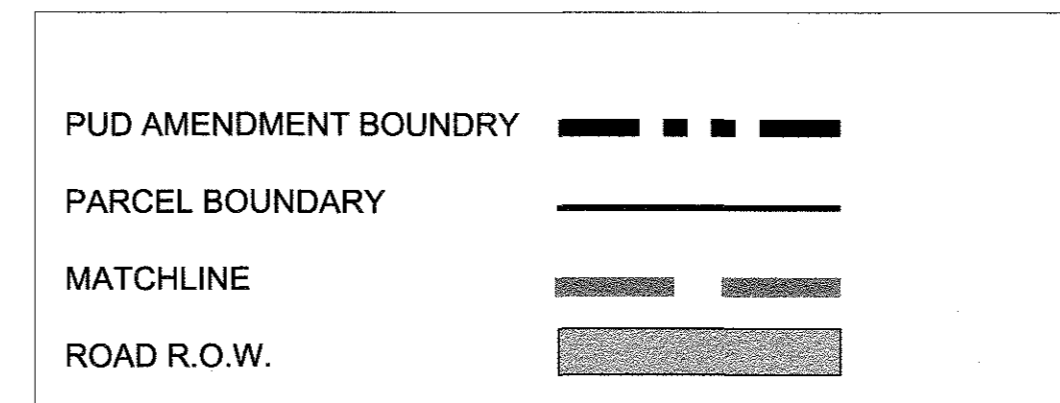 PUD AMENDMENT BOUNDRY
PARCEL BOUNDARY
MATCHLINE
ROAD R.O.W.